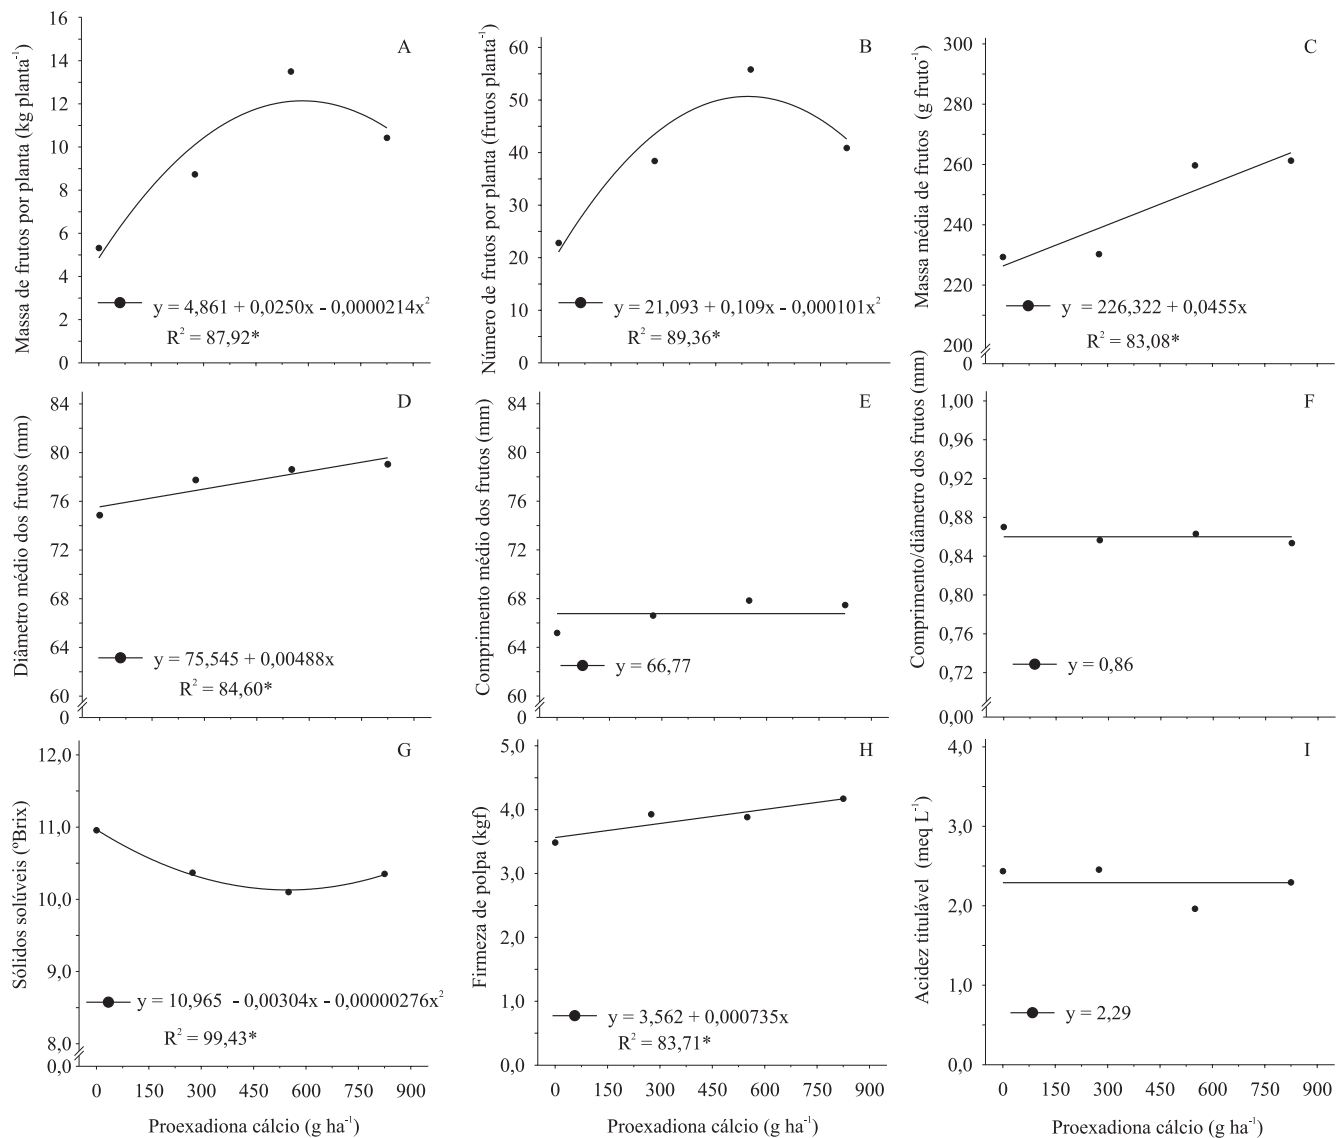 A
Massa de frutos por planta (kg planta⁻¹)
16
14
12
10
8
6
4
2
0
y = 4,861 + 0,0250x − 0,0000214x²
R² = 87,92*
B
Número de frutos por planta (frutos planta⁻¹)
60
50
40
30
20
10
0
y = 21,093 + 0,109x − 0,000101x²
R² = 89,36*
C
Massa média de frutos (g fruto⁻¹)
300
280
260
240
220
200
0
y = 226,322 + 0,0455x
R² = 83,08*
D
Diâmetro médio dos frutos (mm)
84
80
76
72
68
64
60
0
y = 75,545 + 0,00488x
R² = 84,60*
E
Comprimento médio dos frutos (mm)
84
80
76
72
68
64
60
0
y = 66,77
F
Comprimento/diâmetro dos frutos (mm)
1,00
0,96
0,92
0,88
0,84
0,80
0,76
0,72
0,00
y = 0,86
G
Sólidos solúveis (ºBrix)
12,0
11,0
10,0
9,0
8,0
0,0
y = 10,965 - 0,00304x - 0,00000276x²
R² = 99,43*
0 150 300 450 600 750 900
Proexadiona cálcio (g ha⁻¹)
H
Firmeza de polpa (kgf)
5,0
4,0
3,0
2,0
1,0
0,0
y = 3,562 + 0,000735x
R² = 83,71*
0 150 300 450 600 750 900
Proexadiona cálcio (g ha⁻¹)
I
Acidez titulável (meq L⁻¹)
4,0
3,0
2,0
1,0
0,0
y = 2,29
0 150 300 450 600 750 900
Proexadiona cálcio (g ha⁻¹)